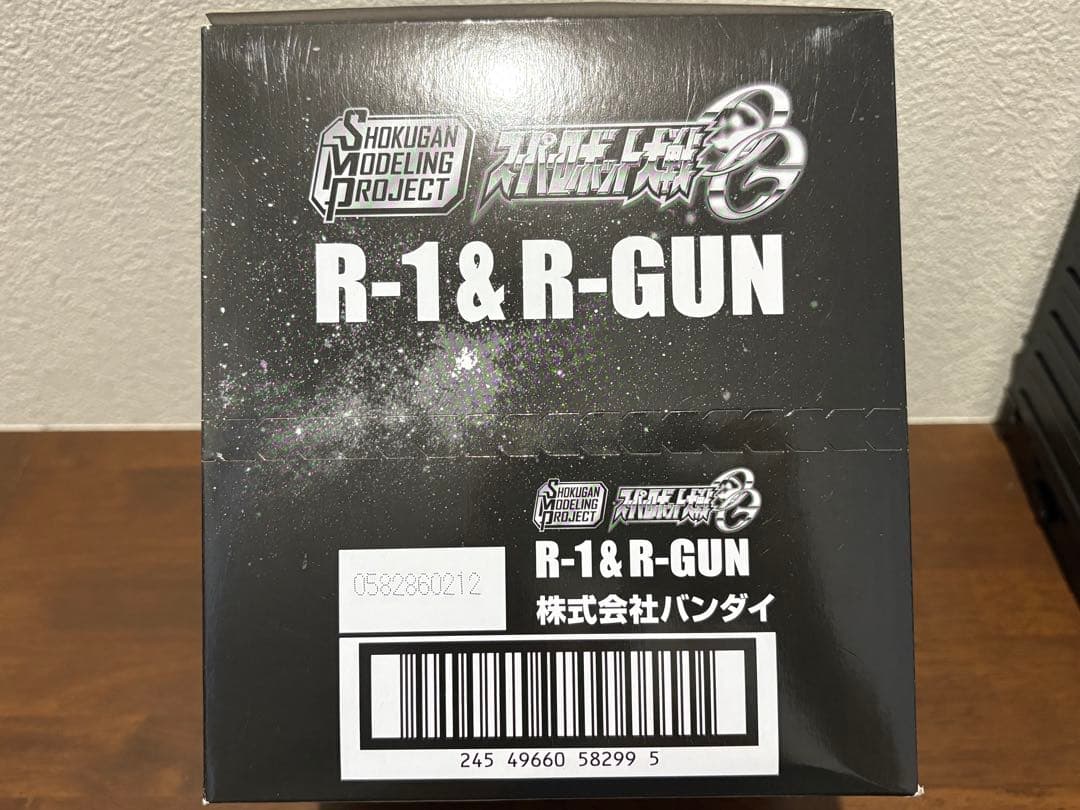 SHOKUGAN
MODELING
PROJECT
スーパーロボット大戦OG
R-1 & R-GUN
SHOKUGAN
MODELING
PROJECT
スーパーロボット大戦OG
R-1 & R-GUN
株式会社バンダイ
0582860212
245 49660 58299 5